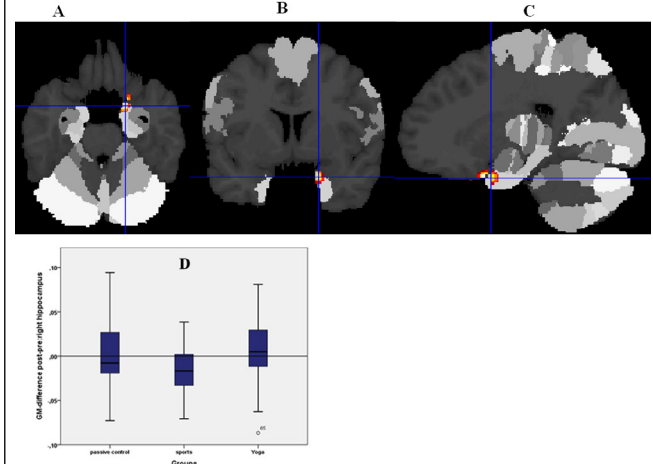 A B C
D
GM-difference post-pre:right hippocampus
,10
,05
,00
,05
,10
passive control sports Yoga
Groups